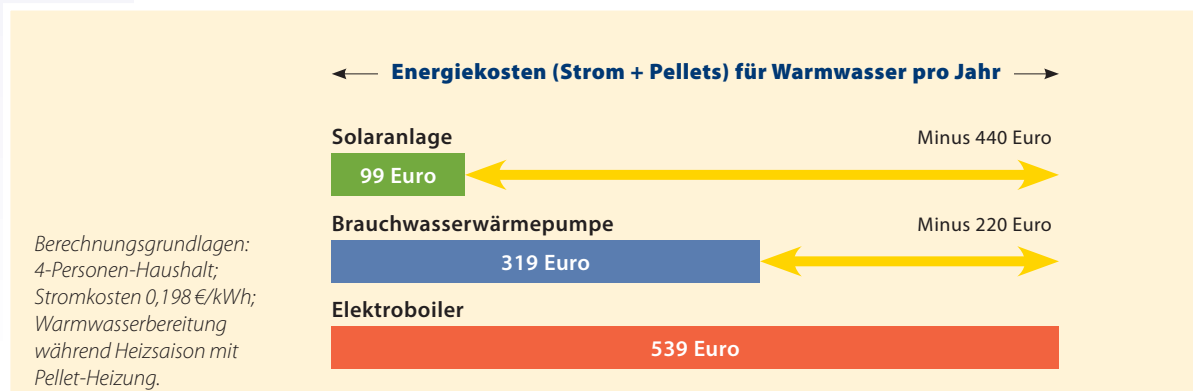 Energiekosten (Strom + Pellets) für Warmwasser pro Jahr
Solaranlage
Minus 440 Euro
99 Euro
Brauchwasserwärmepumpe
Minus 220 Euro
319 Euro
Elektroboiler
539 Euro
Berechnungsgrundlagen:
4-Personen-Haushalt;
Stromkosten 0,198 €/kWh;
Warmwasserbereitung
während Heizsaison mit
Pellet-Heizung.